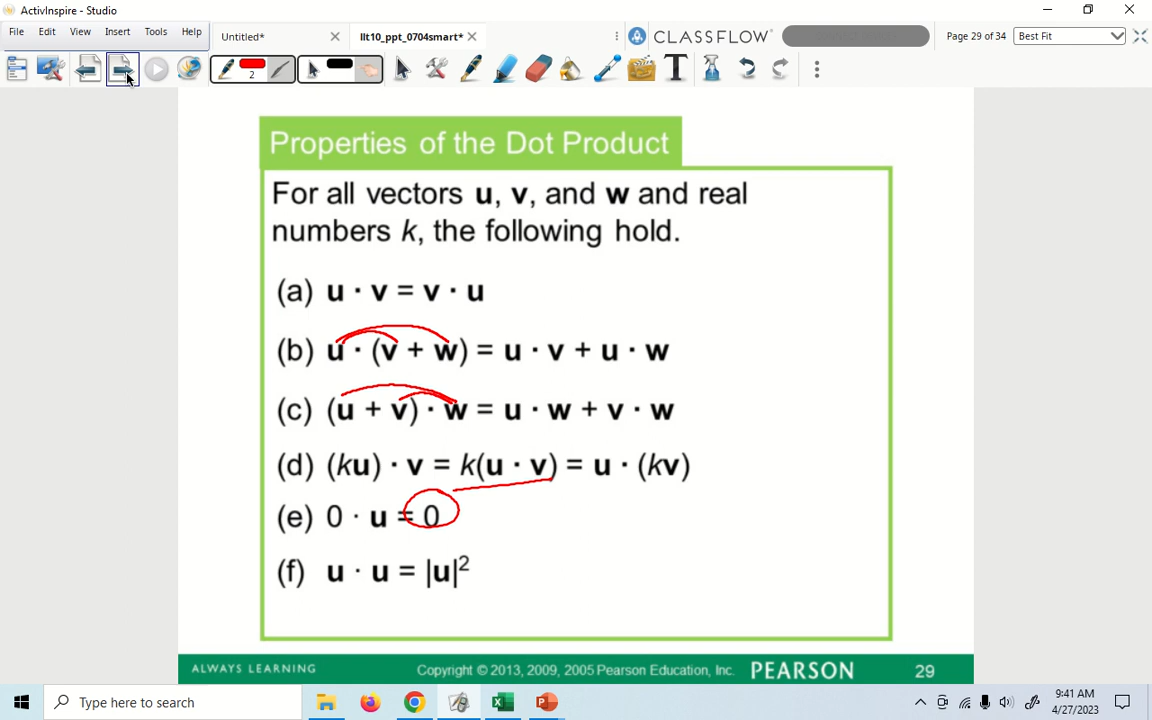 ActivInspire - Studio
File Edit View Insert Tools Help
Untitled* llt10_ppt_0704smart* CLASSFLOW Page 29 of 34 Best Fit
2
Properties of the Dot Product
For all vectors u, v, and w and real
numbers k, the following hold.
(a) u · v = v · u
(b) u · (v + w) = u · v + u · w
(c) (u + v) · w = u · w + v · w
(d) (ku) · v = k(u · v) = u · (kv)
(e) 0 · u = 0
(f) u · u = |u|²
ALWAYS LEARNING Copyright © 2013, 2009, 2005 Pearson Education, Inc. PEARSON 29
Type here to search
9:41 AM
4/27/2023